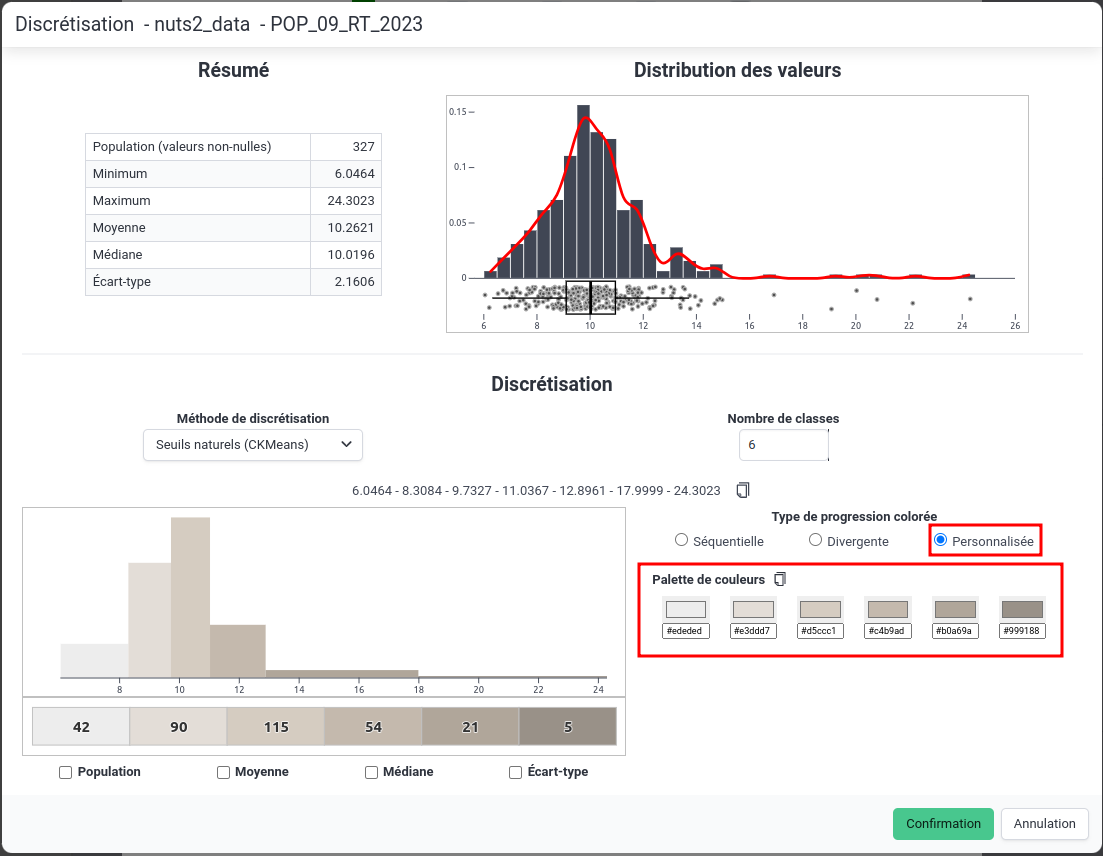 Discrétisation - nuts2_data - POP_09_RT_2023
Résumé
Population (valeurs non-nulles) 327
Minimum 6.0464
Maximum 24.3023
Moyenne 10.2621
Médiane 10.0196
Écart-type 2.1606
Distribution des valeurs
0.15
0.1
0.05
0
6 8 10 12 14 16 18 20 22 24 26
Discrétisation
Méthode de discrétisation
Seuils naturels (CKMeans)
Nombre de classes
6
6.0464 - 8.3084 - 9.7327 - 11.0367 - 12.8961 - 17.9999 - 24.3023
8 10 12 14 16 18 20 22 24
42 90 115 54 21 5
Population Moyenne Médiane Écart-type
Type de progression colorée
Séquentielle Divergente Personnalisée
Palette de couleurs
#ededed #e3ddd7 #d5ccc1 #c4b9ad #b0a69a #999188
Confirmation Annulation